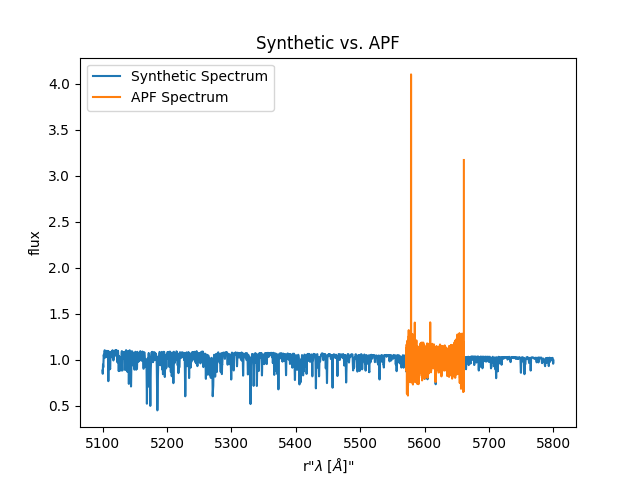 Synthetic vs. APF
Synthetic Spectrum
APF Spectrum
4.0
3.5
3.0
2.5
2.0
1.5
1.0
0.5
flux
5100 5200 5300 5400 5500 5600 5700 5800
r"λ [Å]"